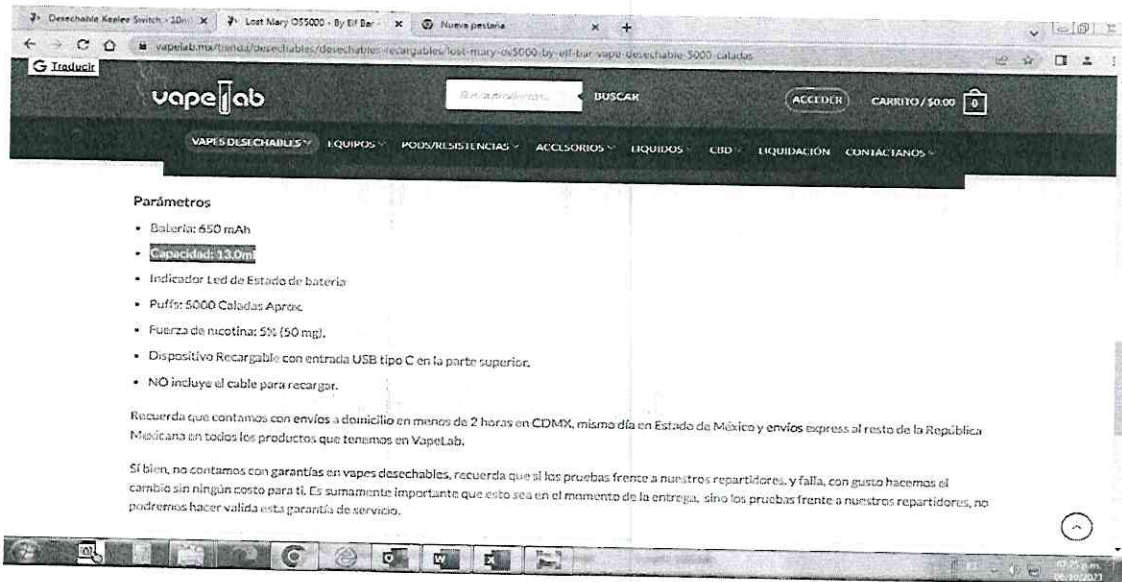 Desechable Keplee Switch - 10ml
Lost Mary OS5000 - By Elf Bar -
Nueva pestaña
vapelab.mx/tienda/desechables/desechables-recargables/lost-mary-os5000-by-elf-bar-vape-desechable-5000-caladas
G Traducir
vapelab
Busca productos...
BUSCAR
ACCEDER
CARRITO / $0.00
0
VAPES DESECHABLES
EQUIPOS
PODS/RESISTENCIAS
ACCESORIOS
LIQUIDOS
CBD
LIQUIDACIÓN
CONTÁCTANOS
Parámetros
• Batería: 650 mAh
• Capacidad: 13.0ml
• Indicador Led de Estado de batería
• Puffs: 5000 Caladas Aprox.
• Fuerza de nicotina: 5% (50 mg).
• Dispositivo Recargable con entrada USB tipo C en la parte superior.
• NO incluye el cable para recargar.
Recuerda que contamos con envíos a domicilio en menos de 2 horas en CDMX, mismo día en Estado de México y envíos express al resto de la República
Mexicana en todos los productos que tenemos en VapeLab.
Si bien, no contamos con garantías en vapes desechables, recuerda que si los pruebas frente a nuestros repartidores, y falla, con gusto hacemos el
cambio sin ningún costo para ti. Es sumamente importante que esto sea en el momento de la entrega, sino los pruebas frente a nuestros repartidores, no
podremos hacer valida esta garantía de servicio.
ES
07:25 p.m.